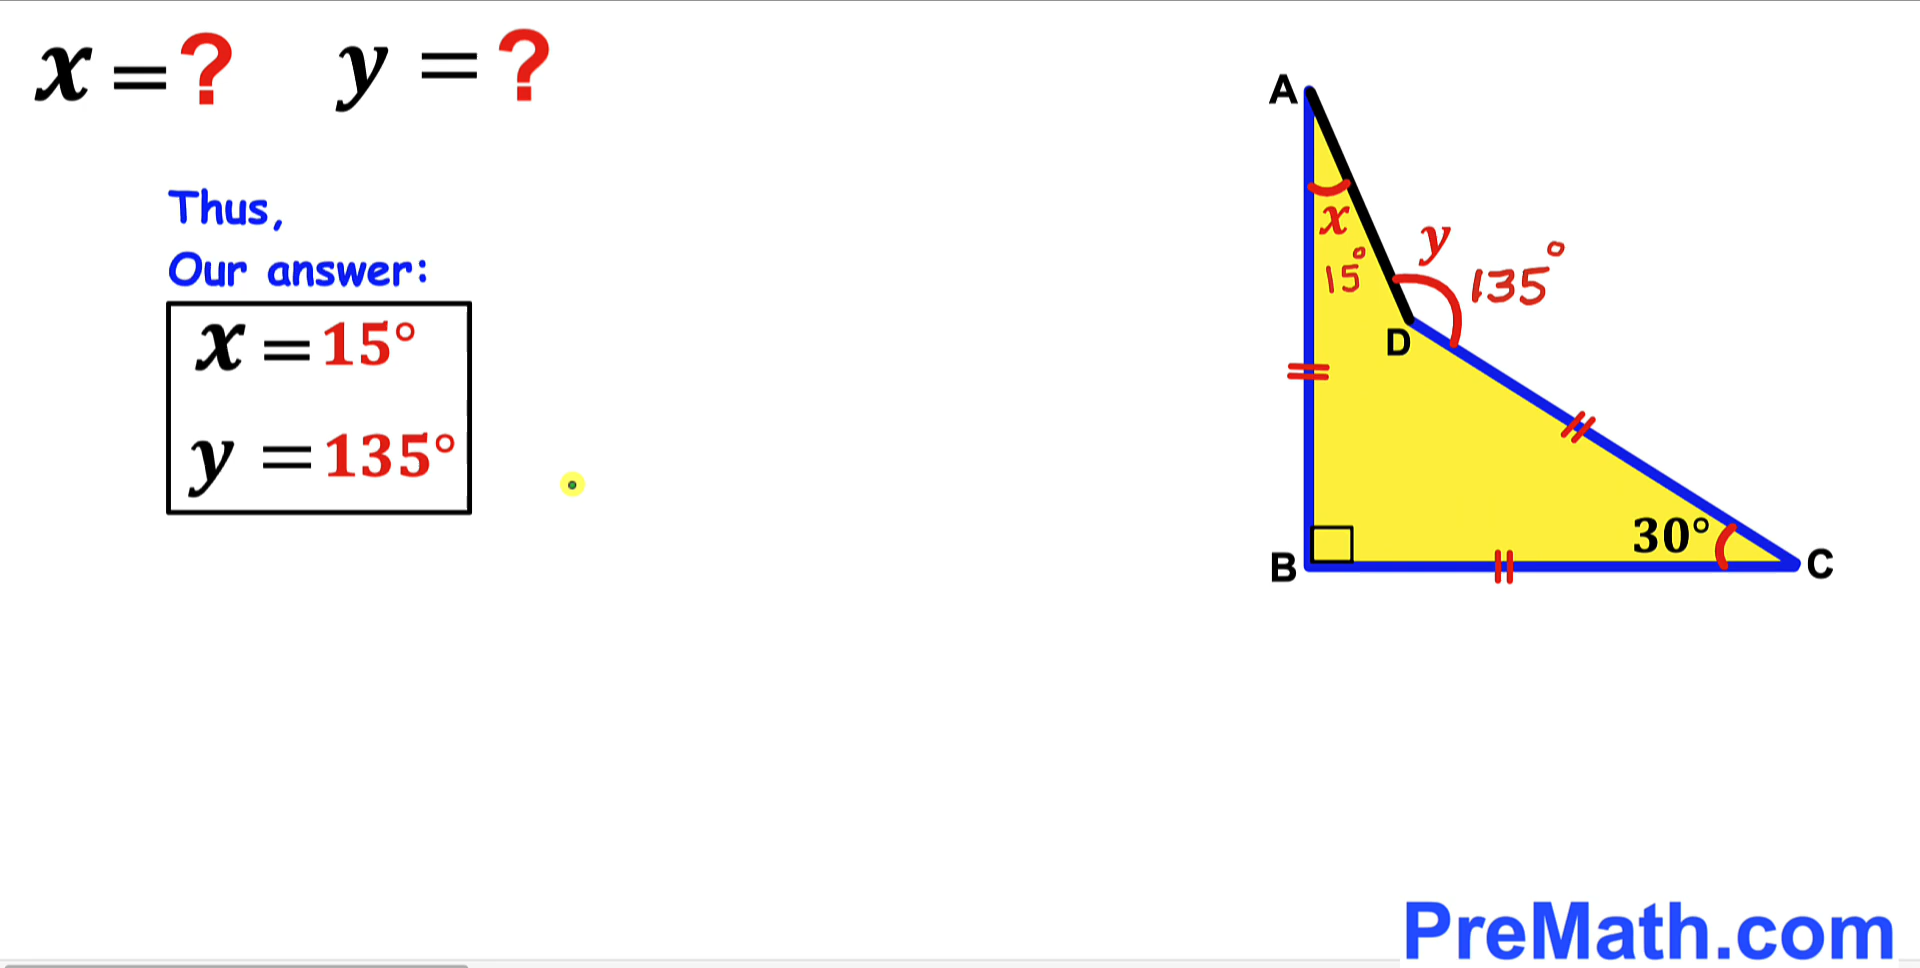 x = ?
y = ?
Thus,
Our answer:
x = 15°
y = 135°
A
x
15°
y
135°
D
30°
B
C
PreMath.com